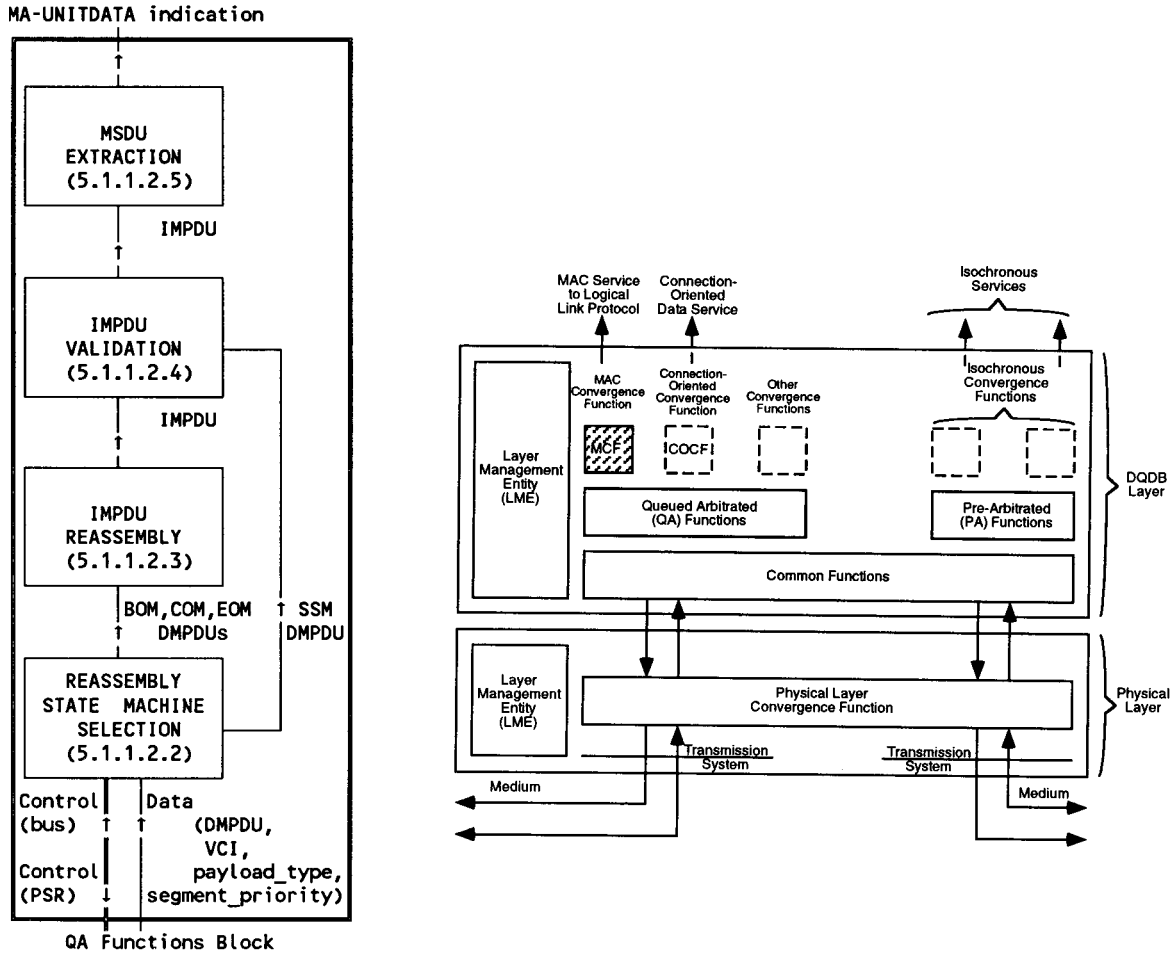 MA-UNITDATA indication
↑
MSDU
EXTRACTION
(5.1.1.2.5)
IMPDU
↑
IMPDU
VALIDATION
(5.1.1.2.4)
IMPDU
↑
IMPDU
REASSEMBLY
(5.1.1.2.3)
BOM,COM,EOM
↑ DMPDUs
↑ SSM
DMPDU
REASSEMBLY
STATE MACHINE
SELECTION
(5.1.1.2.2)
Control
(bus) ↑
Control
(PSR) ↓
Data
↑ (DMPDU,
VCI,
payload_type,
segment_priority)
QA Functions Block
MAC Service
to Logical
Link Protocol
Connection-
Oriented
Data Service
Isochronous
Services
Layer
Management
Entity
(LME)
MAC
Convergence
Function
Connection-
Oriented
Convergence
Function
Other
Convergence
Functions
Isochronous
Convergence
Functions
MCF
COCF
Queued Arbitrated
(QA) Functions
Pre-Arbitrated
(PA) Functions
Common Functions
DQDB
Layer
Layer
Management
Entity
(LME)
Physical Layer
Convergence Function
Physical
Layer
Transmission
System
Transmission
System
Medium
Medium